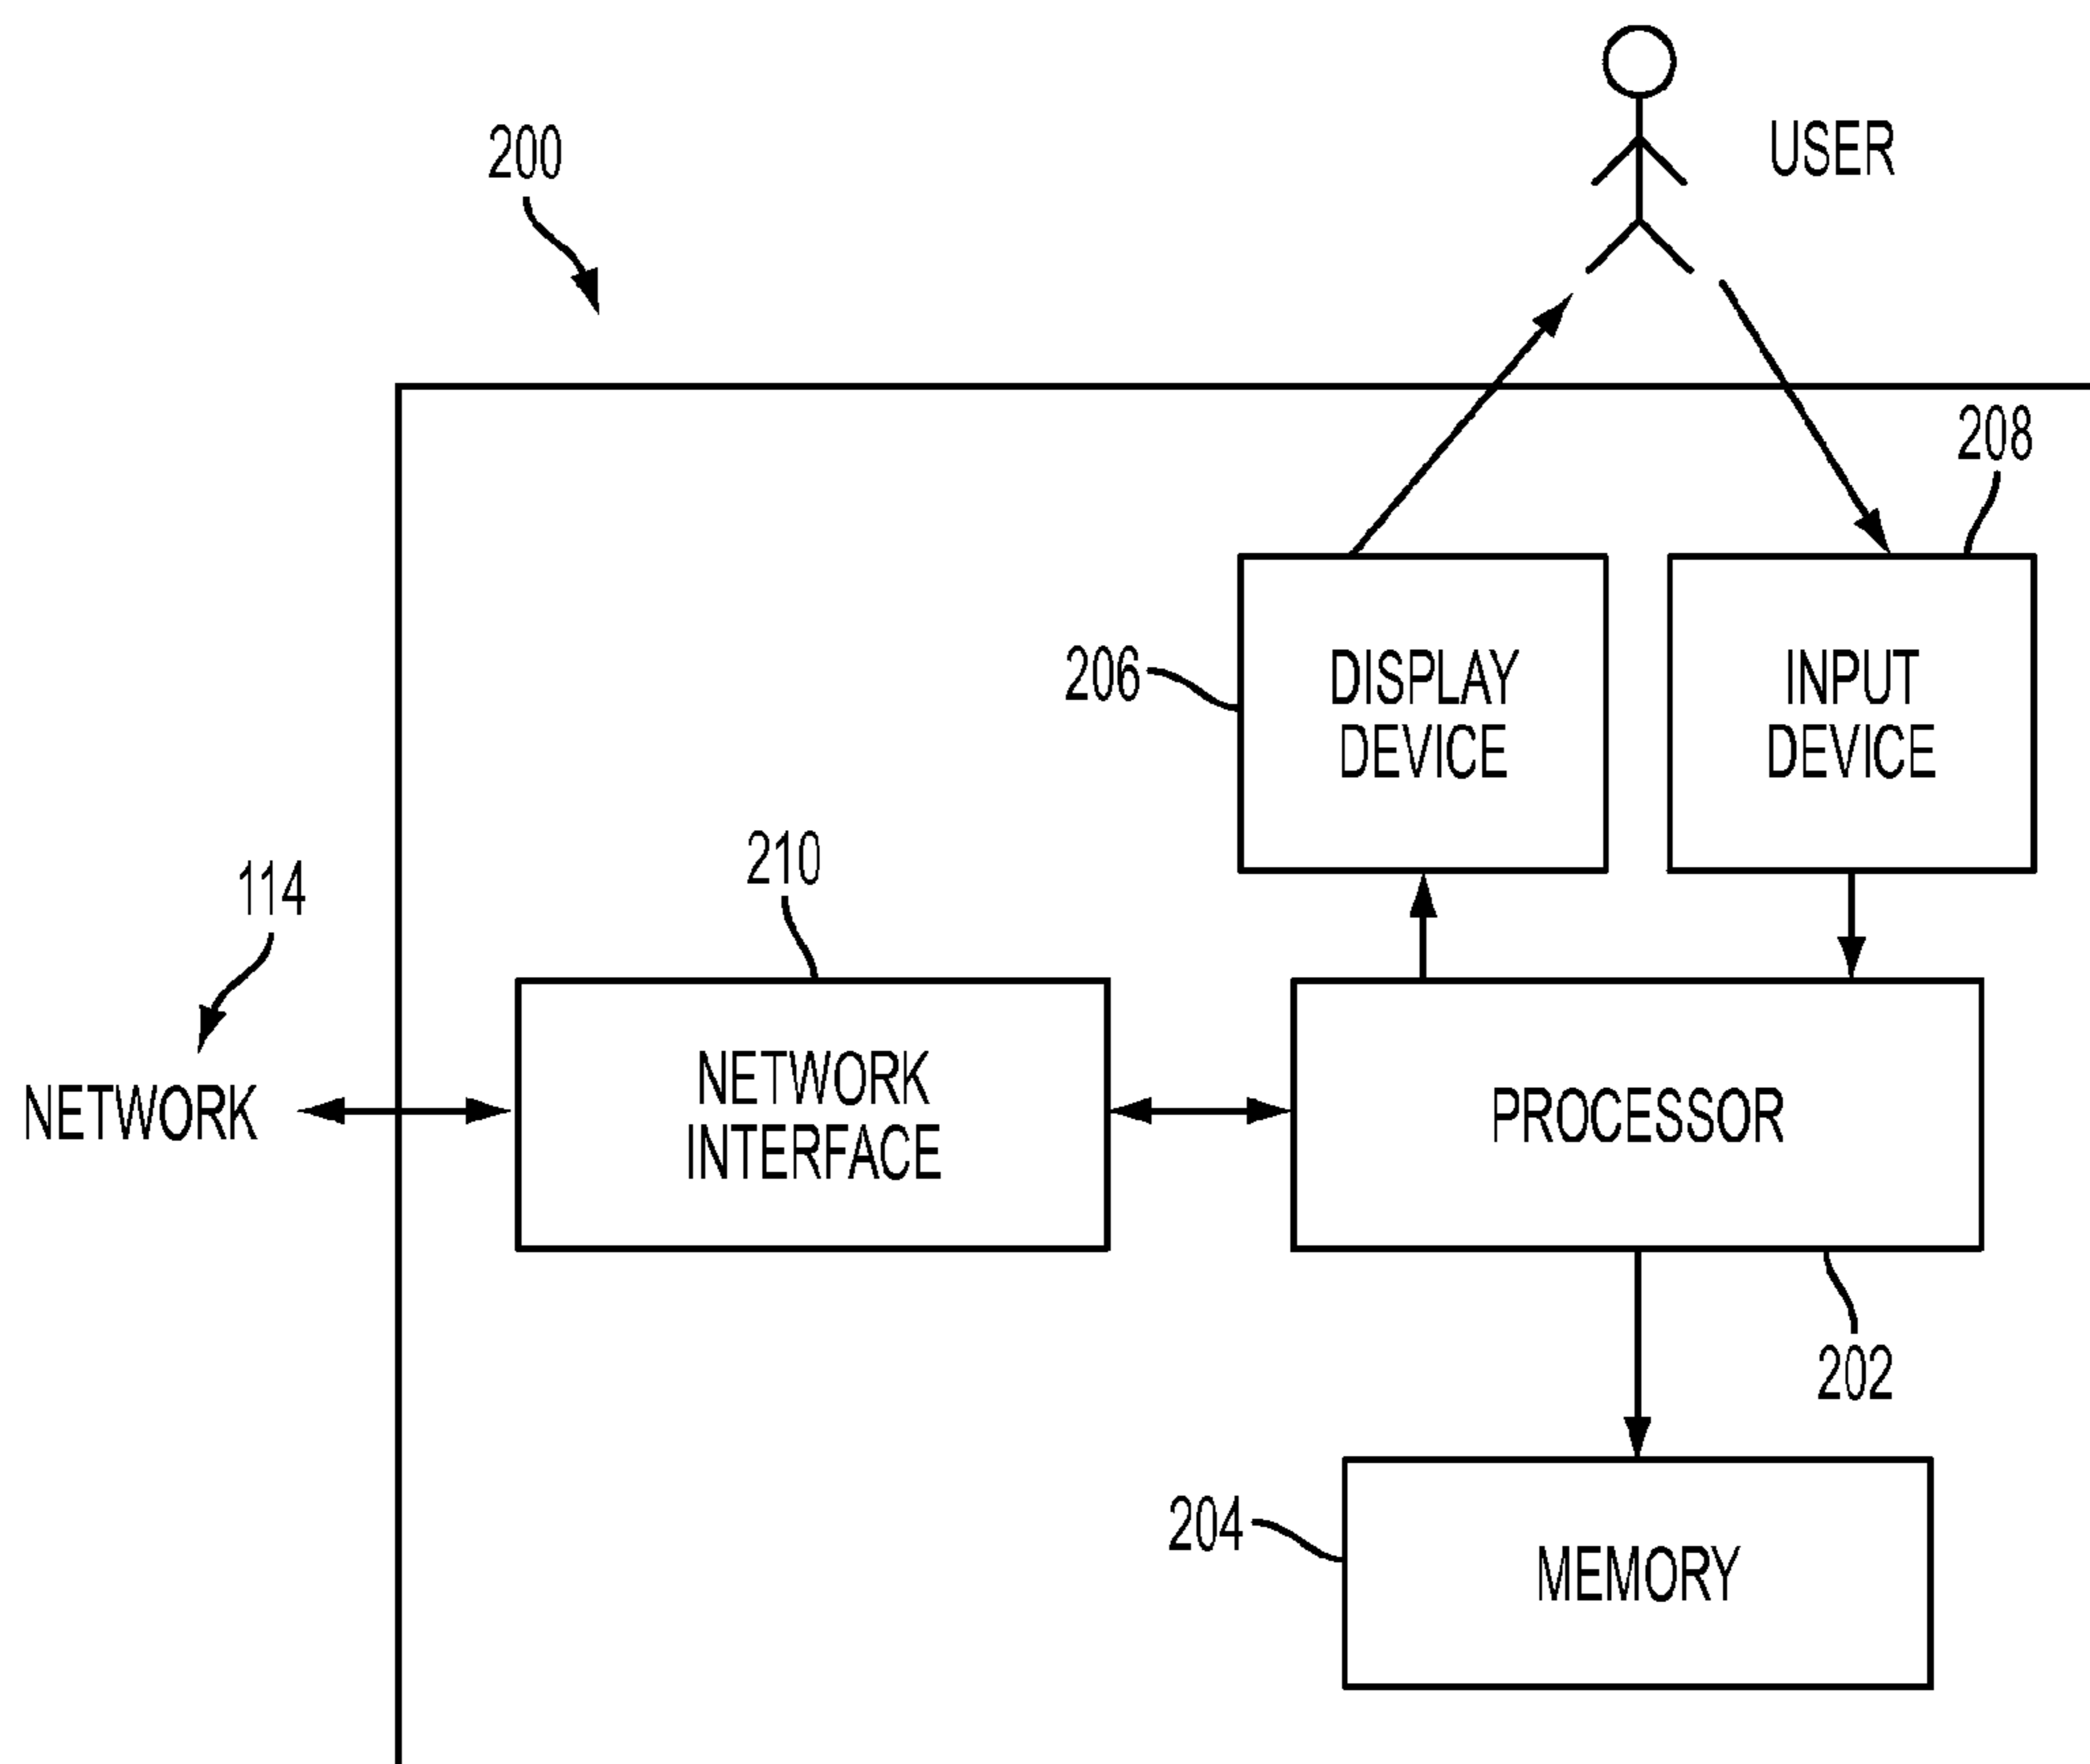 200
USER
208
206
DISPLAY
DEVICE
INPUT
DEVICE
210
114
NETWORK
NETWORK
INTERFACE
PROCESSOR
202
204
MEMORY